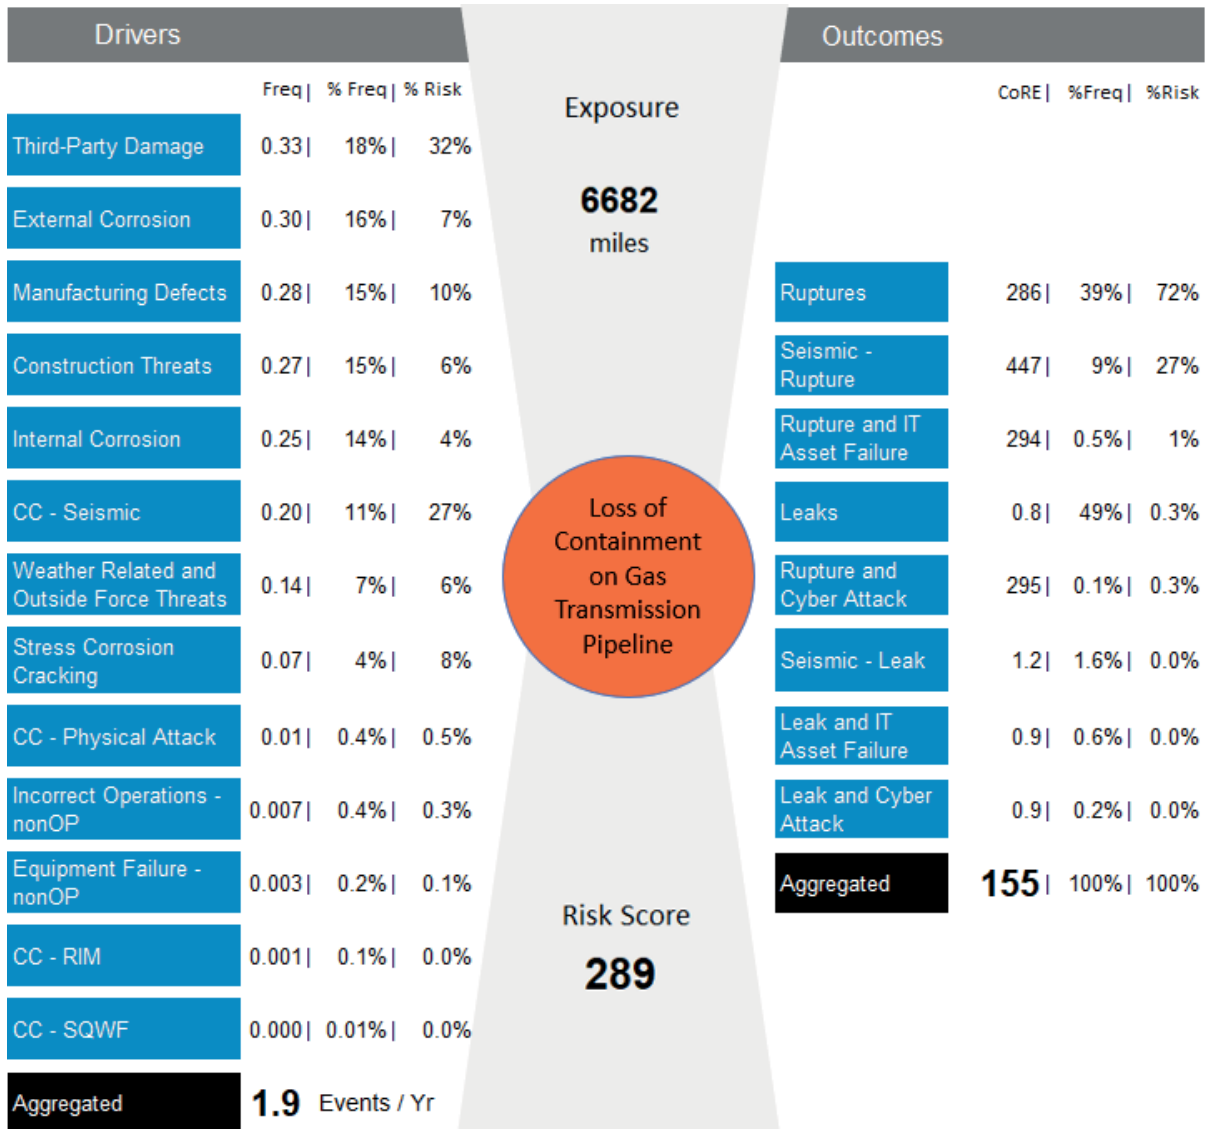 Drivers
Freq| % Freq| % Risk
Third-Party Damage 0.33| 18%| 32%
External Corrosion 0.30| 16%| 7%
Manufacturing Defects 0.28| 15%| 10%
Construction Threats 0.27| 15%| 6%
Internal Corrosion 0.25| 14%| 4%
CC - Seismic 0.20| 11%| 27%
Weather Related and
Outside Force Threats 0.14| 7%| 6%
Stress Corrosion
Cracking 0.07| 4%| 8%
CC - Physical Attack 0.01| 0.4%| 0.5%
Incorrect Operations -
nonOP 0.007| 0.4%| 0.3%
Equipment Failure -
nonOP 0.003| 0.2%| 0.1%
CC - RIM 0.001| 0.1%| 0.0%
CC - SQWF 0.000| 0.01%| 0.0%
Aggregated 1.9 Events / Yr
Exposure
6682
miles
Loss of
Containment
on Gas
Transmission
Pipeline
Risk Score
289
Outcomes
CoRE| %Freq| %Risk
Ruptures 286| 39%| 72%
Seismic -
Rupture 447| 9%| 27%
Rupture and IT
Asset Failure 294| 0.5%| 1%
Leaks 0.8| 49%| 0.3%
Rupture and
Cyber Attack 295| 0.1%| 0.3%
Seismic - Leak 1.2| 1.6%| 0.0%
Leak and IT
Asset Failure 0.9| 0.6%| 0.0%
Leak and Cyber
Attack 0.9| 0.2%| 0.0%
Aggregated 155| 100%| 100%